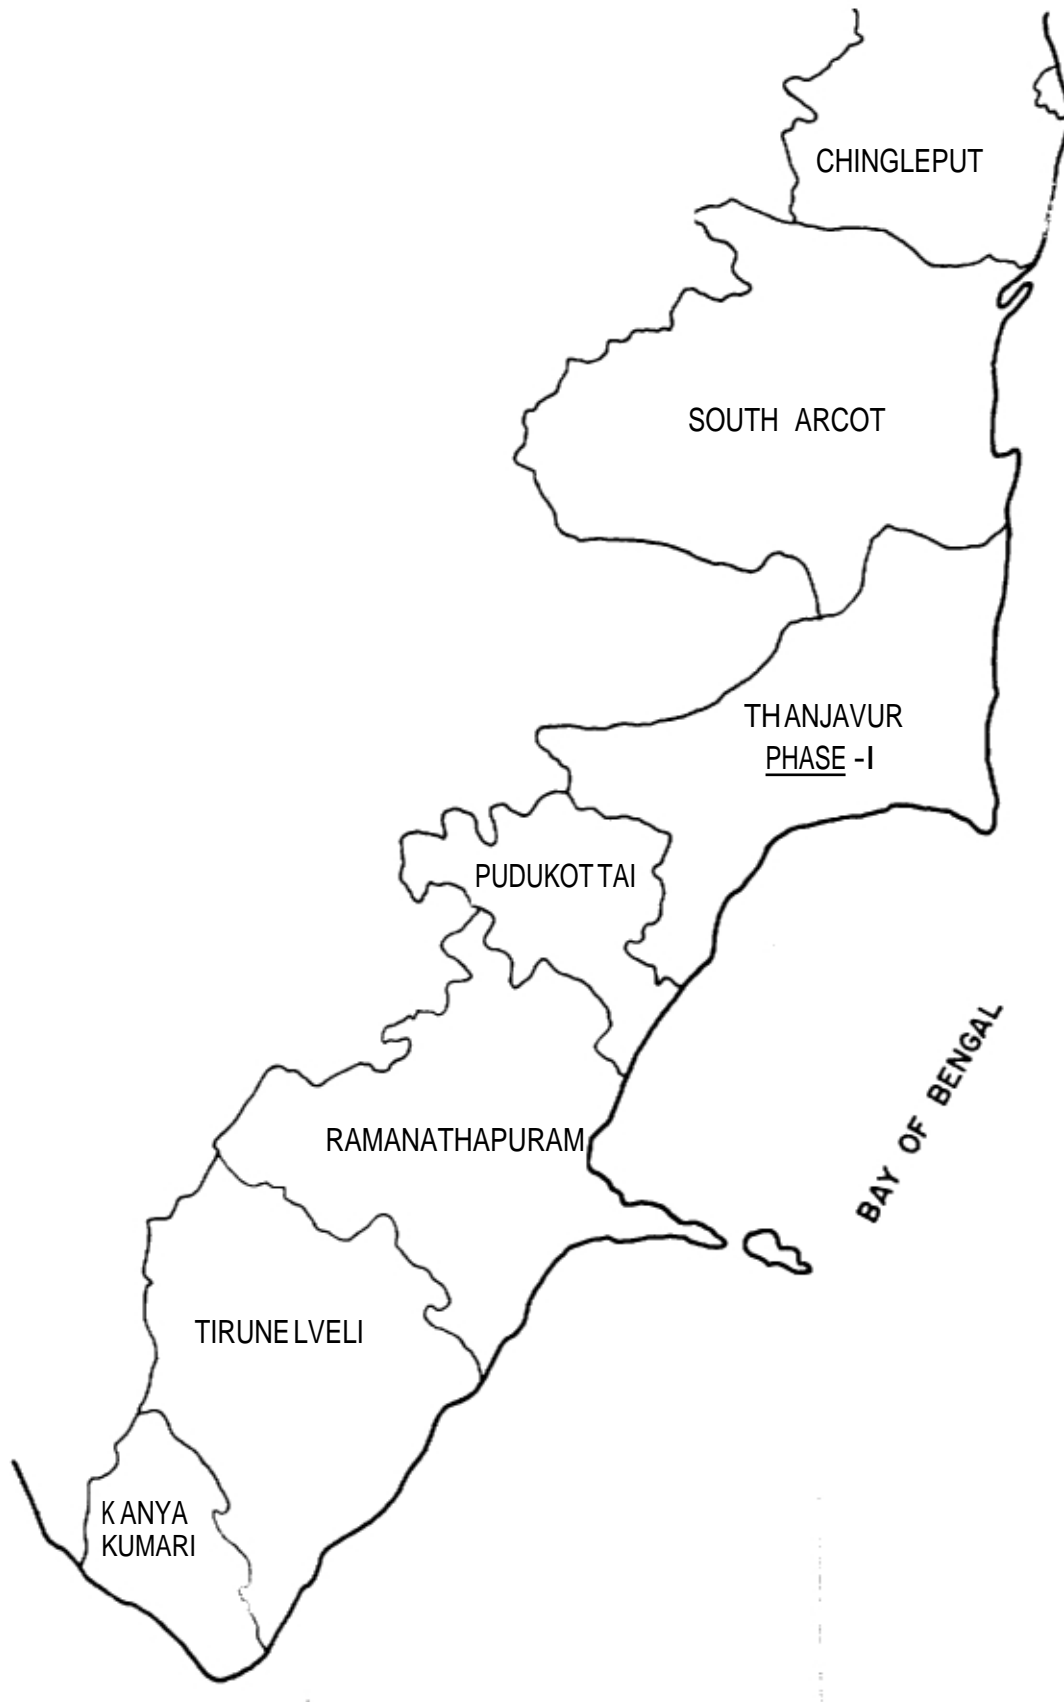 CHINGLEPUT
SOUTH ARCOT
THANJAVUR
PHASE -I
PUDUKOTTAI
BAY OF BENGAL
RAMANATHAPURAM
TIRUNELVELI
KANYA
KUMARI